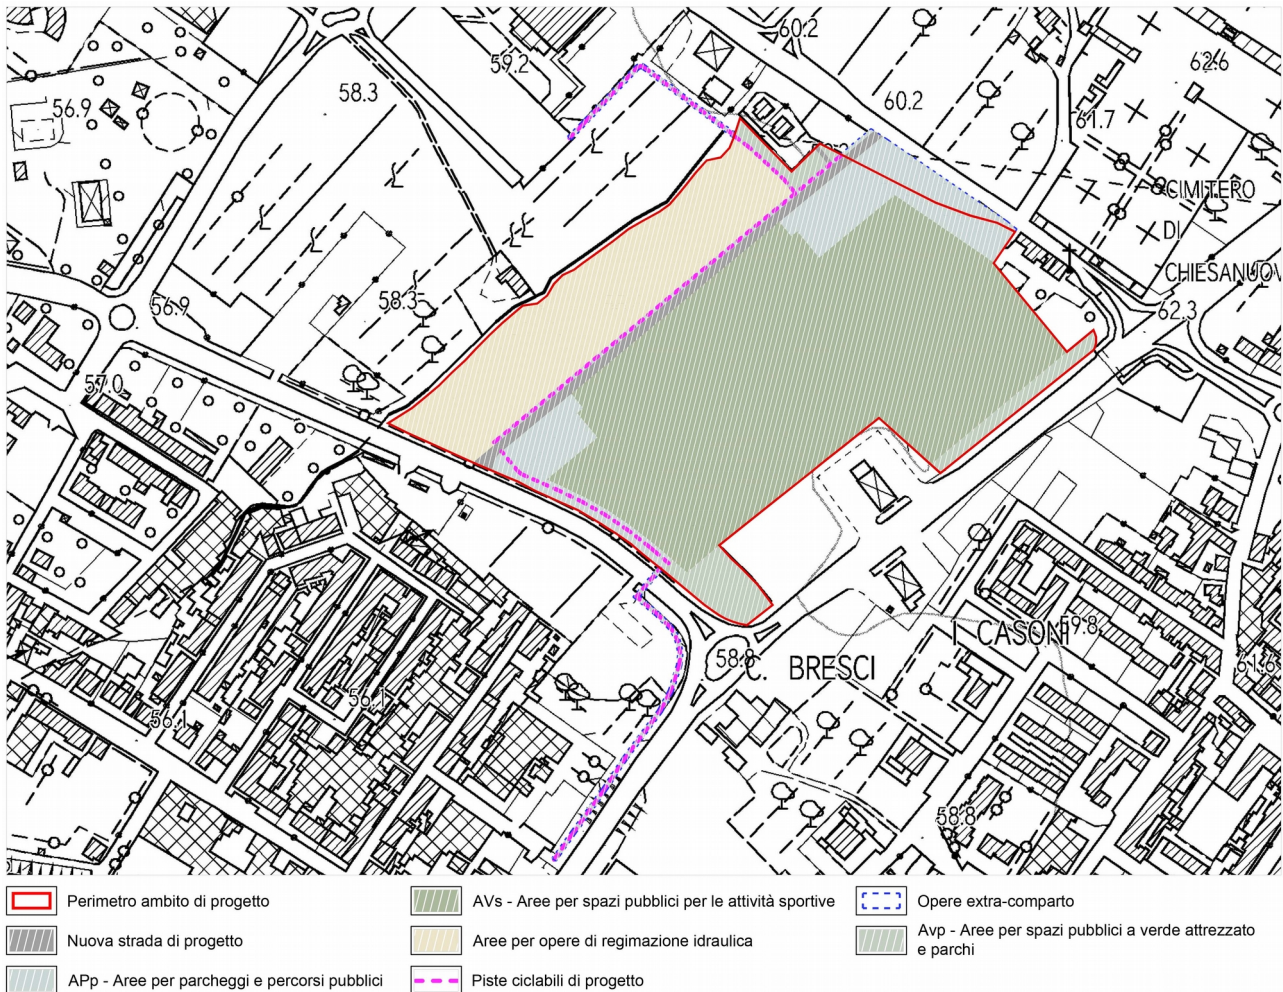 60.2
59.2
62.6
58.3
60.2
56.9
61.7
CIMITERO
DI
CHIESANUOV
58.3
56.9
62.3
57.0
I CASONI
59.8
58.8
C. BRESCI
61.6
56.1
56.1
58.8
Perimetro ambito di progetto
AVs - Aree per spazi pubblici per le attività sportive
Opere extra-comparto
Nuova strada di progetto
Aree per opere di regimazione idraulica
Avp - Aree per spazi pubblici a verde attrezzato
e parchi
APp - Aree per parcheggi e percorsi pubblici
Piste ciclabili di progetto